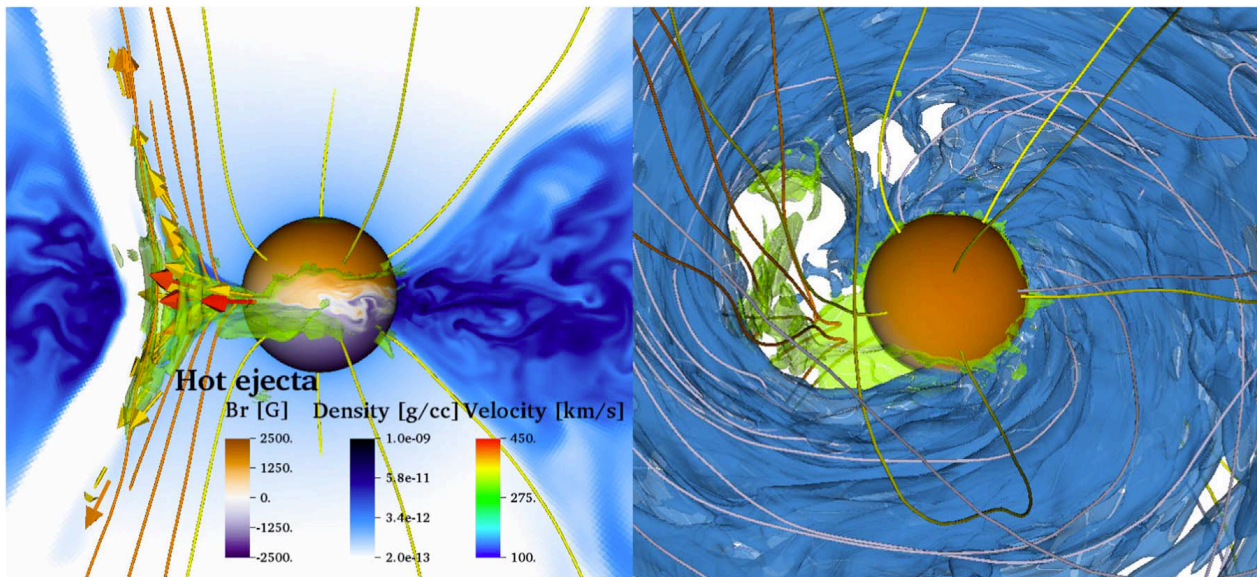 Hot ejecta
Br [G] Density [g/cc] Velocity [km/s]
2500. 1.0e-09 450.
1250. 5.8e-11
0. 275.
-1250. 3.4e-12
-2500. 2.0e-13 100.